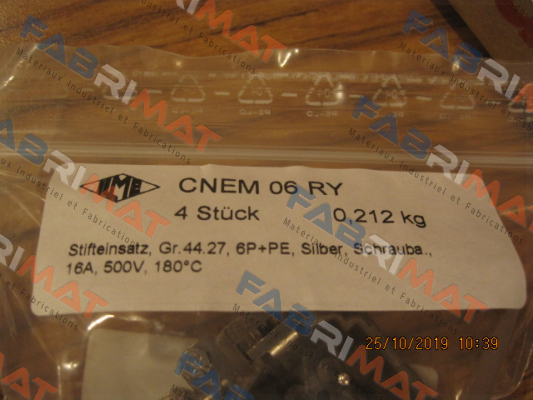 ILME CNEM 06 RY
4 Stück 0,212 kg
Stifteinsatz, Gr.44.27, 6P+PE, Silber, Schrauba.,
16A, 500V, 180°C
25/10/2019 10:39
FABRIMAT
Materiaux Industriel et Fabrications